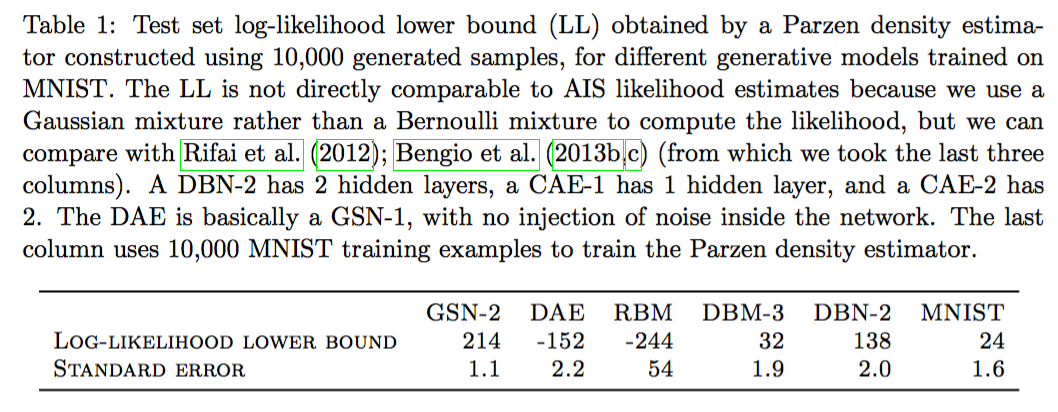 Table 1: Test set log-likelihood lower bound (LL) obtained by a Parzen density estima-
tor constructed using 10,000 generated samples, for different generative models trained on
MNIST. The LL is not directly comparable to AIS likelihood estimates because we use a
Gaussian mixture rather than a Bernoulli mixture to compute the likelihood, but we can
compare with Rifai et al. (2012); Bengio et al. (2013b,c) (from which we took the last three
columns). A DBN-2 has 2 hidden layers, a CAE-1 has 1 hidden layer, and a CAE-2 has
2. The DAE is basically a GSN-1, with no injection of noise inside the network. The last
column uses 10,000 MNIST training examples to train the Parzen density estimator.
GSN-2 DAE RBM DBM-3 DBN-2 MNIST
Log-likelihood lower bound 214 -152 -244 32 138 24
Standard error 1.1 2.2 54 1.9 2.0 1.6